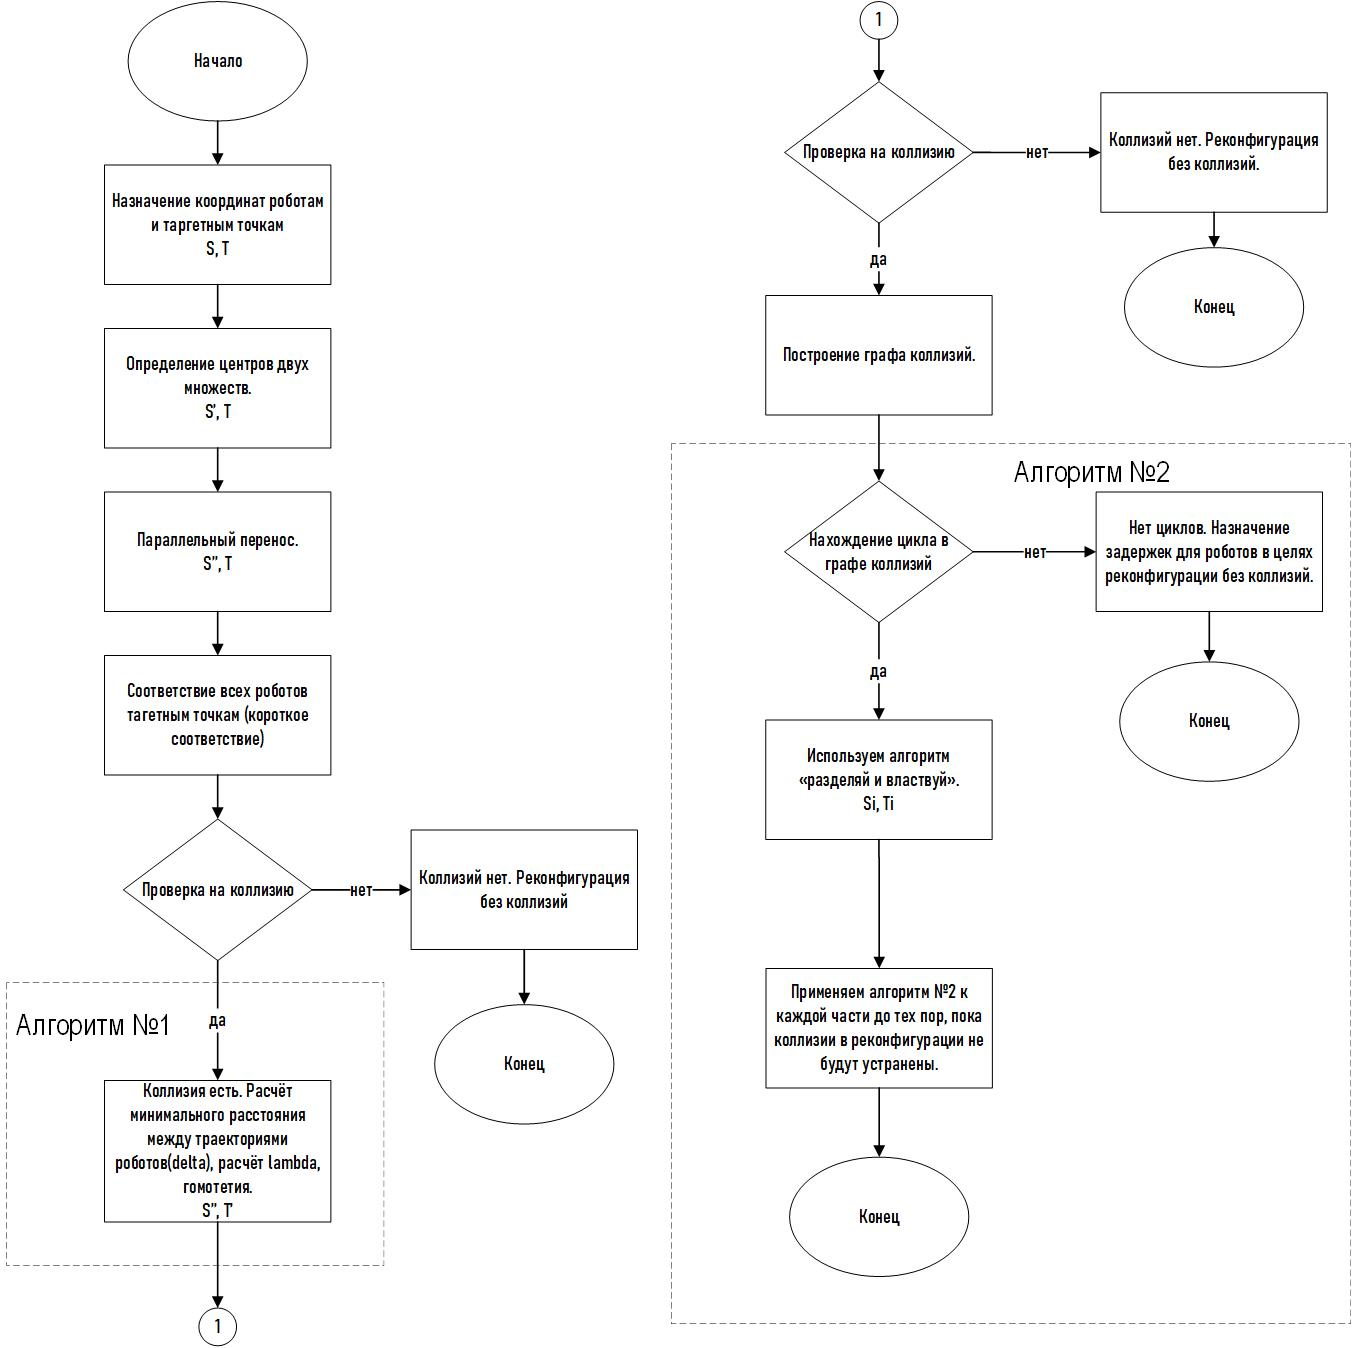 Начало
Назначение координат роботам
и таргетным точкам
S, T
Определение центров двух
множеств.
S', T
Параллельный перенос.
S'', T
Соответствие всех роботов
тагетным точкам (короткое
соответствие)
Проверка на коллизию
нет
Коллизий нет. Реконфигурация
без коллизий
Конец
Алгоритм №1
да
Коллизия есть. Расчёт
минимального расстояния
между траекториями
роботов(delta), расчёт lambda,
гомотетия.
S'', T'
1
1
Проверка на коллизию
нет
Коллизий нет. Реконфигурация
без коллизий.
Конец
да
Построение графа коллизий.
Алгоритм №2
Нахождение цикла в
графе коллизий
нет
Нет циклов. Назначение
задержек для роботов в целях
реконфигурации без коллизий.
Конец
да
Используем алгоритм
«разделяй и властвуй».
Si, Ti
Применяем алгоритм №2 к
каждой части до тех пор, пока
коллизии в реконфигурации не
будут устранены.
Конец